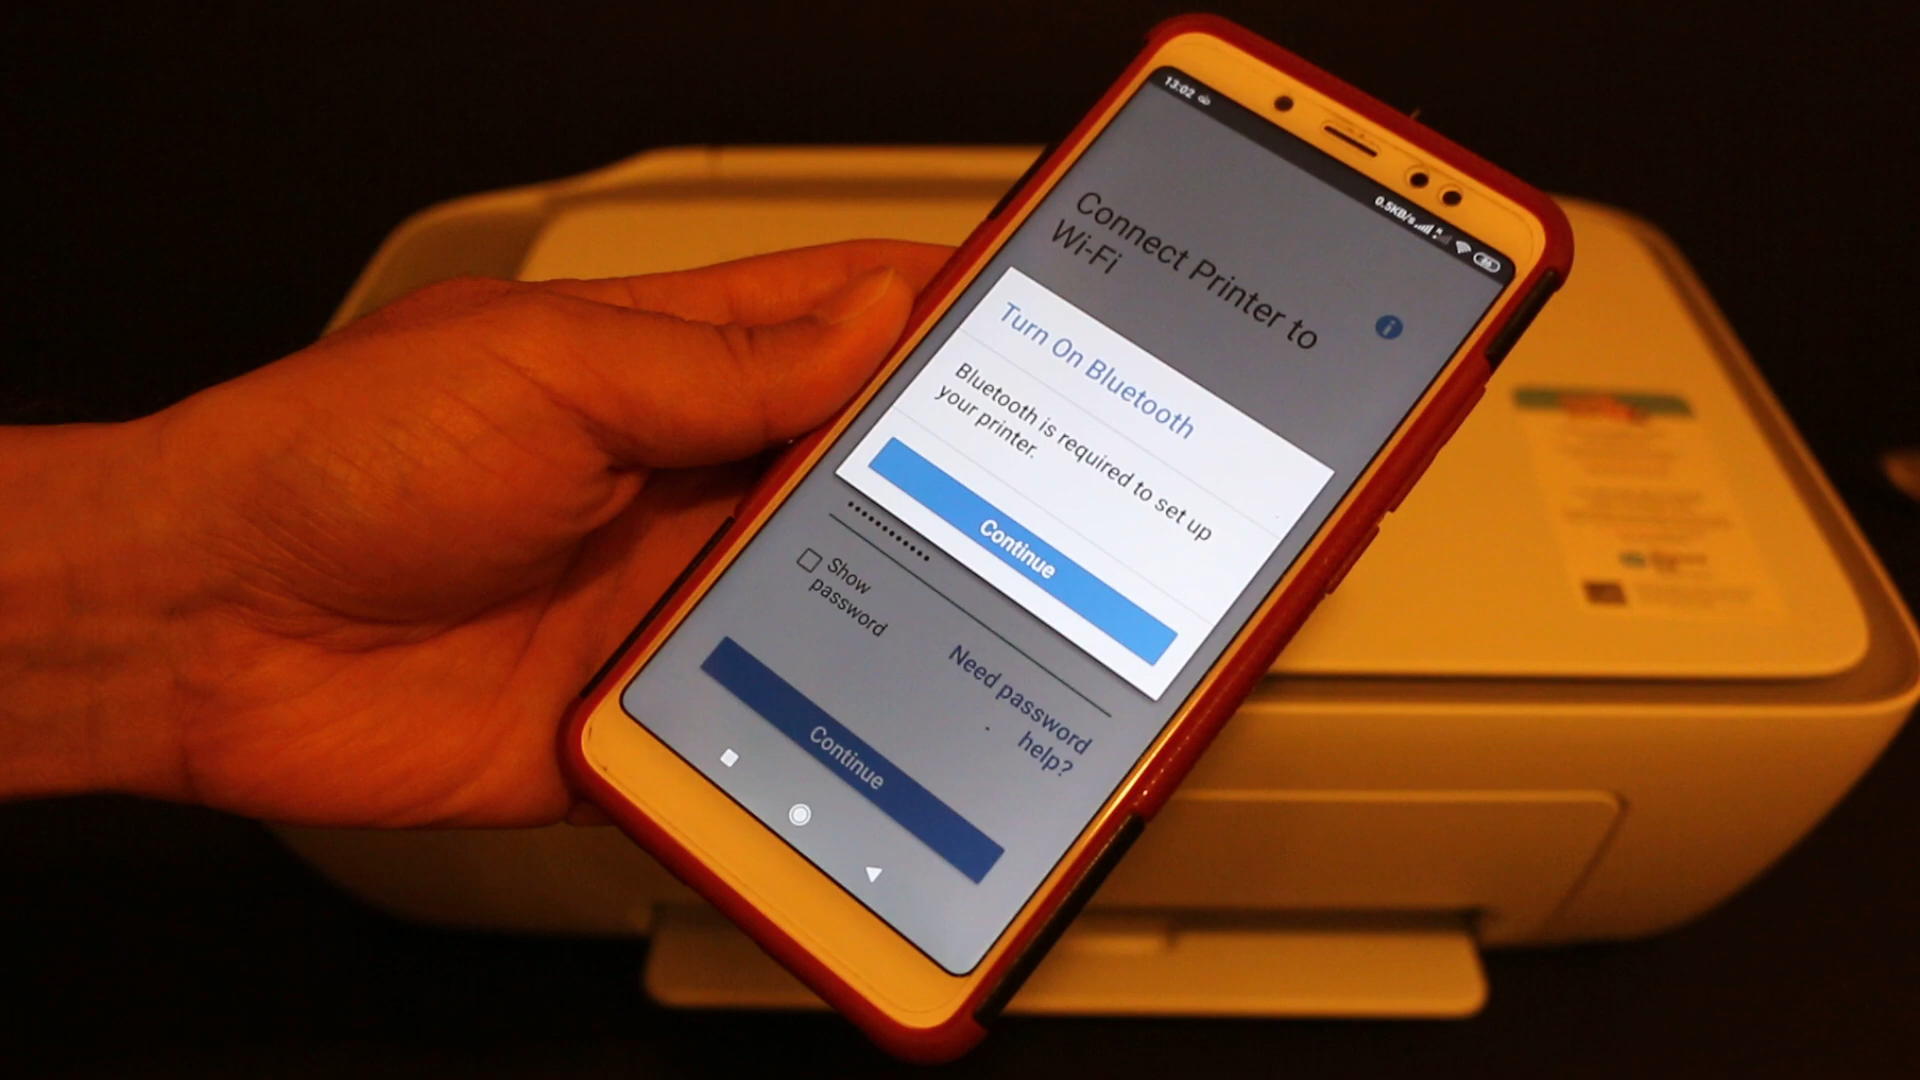 13:02
0.5KB/s
Connect Printer to
Wi-Fi
Turn On Bluetooth
Bluetooth is required to set up
your printer.
Continue
Show
password
Need password
help?
Continue